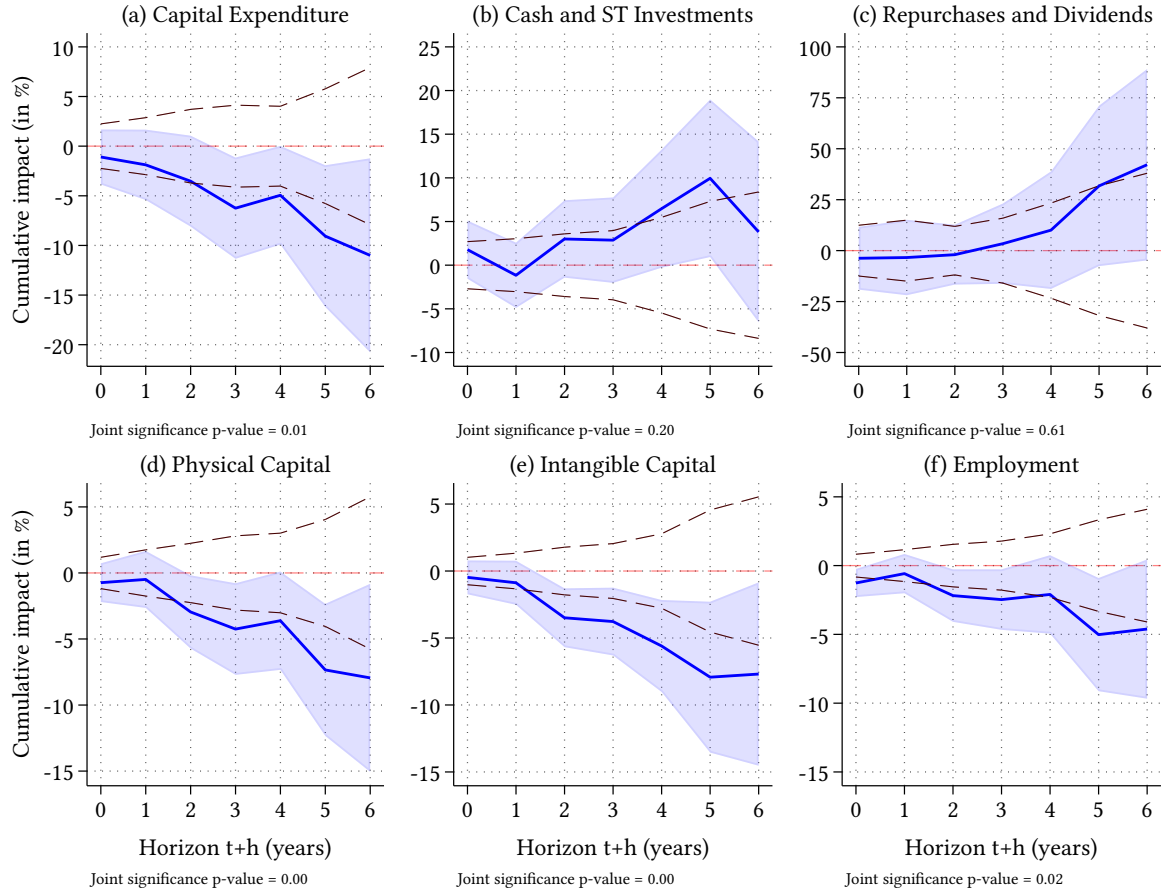 (a) Capital Expenditure
(b) Cash and ST Investments
(c) Repurchases and Dividends
Cumulative impact (in %)
10
5
0
-5
-10
-15
-20
0 1 2 3 4 5 6
25
20
15
10
5
0
-5
-10
0 1 2 3 4 5 6
100
75
50
25
0
-25
-50
0 1 2 3 4 5 6
Joint significance p-value = 0.01
Joint significance p-value = 0.20
Joint significance p-value = 0.61
(d) Physical Capital
(e) Intangible Capital
(f) Employment
Cumulative impact (in %)
5
0
-5
-10
-15
0 1 2 3 4 5 6
5
0
-5
-10
-15
0 1 2 3 4 5 6
5
0
-5
-10
-15
0 1 2 3 4 5 6
Horizon t+h (years)
Horizon t+h (years)
Horizon t+h (years)
Joint significance p-value = 0.00
Joint significance p-value = 0.00
Joint significance p-value = 0.02